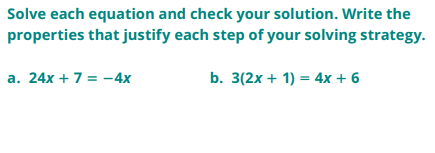 Solve each equation and check your solution. Write the
properties that justify each step of your solving strategy.
a. 24x + 7 = −4x b. 3(2x + 1) = 4x + 6